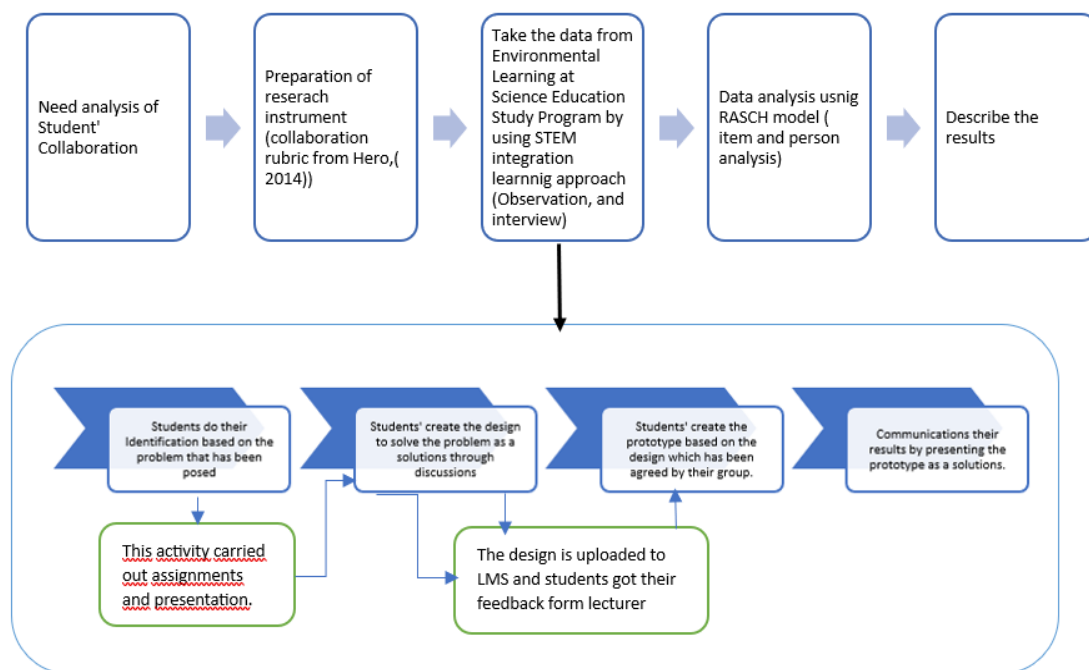 Need analysis of
Student'
Collaboration
Preparation of
reserach
instrument
(collaboration
rubric from Hero,(
2014))
Take the data from
Environmental
Learning at
Science Education
Study Program by
using STEM
integration
learnnig approach
(Observation, and
interview)
Data analysis usnig
RASCH model (
item and person
analysis)
Describe the
results
Students do their
Identification based on the
problem that has been
posed
Students' create the design
to solve the problem as a
solutions through
discussions
Students' create the
prototype based on the
design which has been
agreed by their group.
Communications their
results by presenting the
prototype as a solutions.
This activity carried
out assignments
and presentation.
The design is uploaded to
LMS and students got their
feedback form lecturer